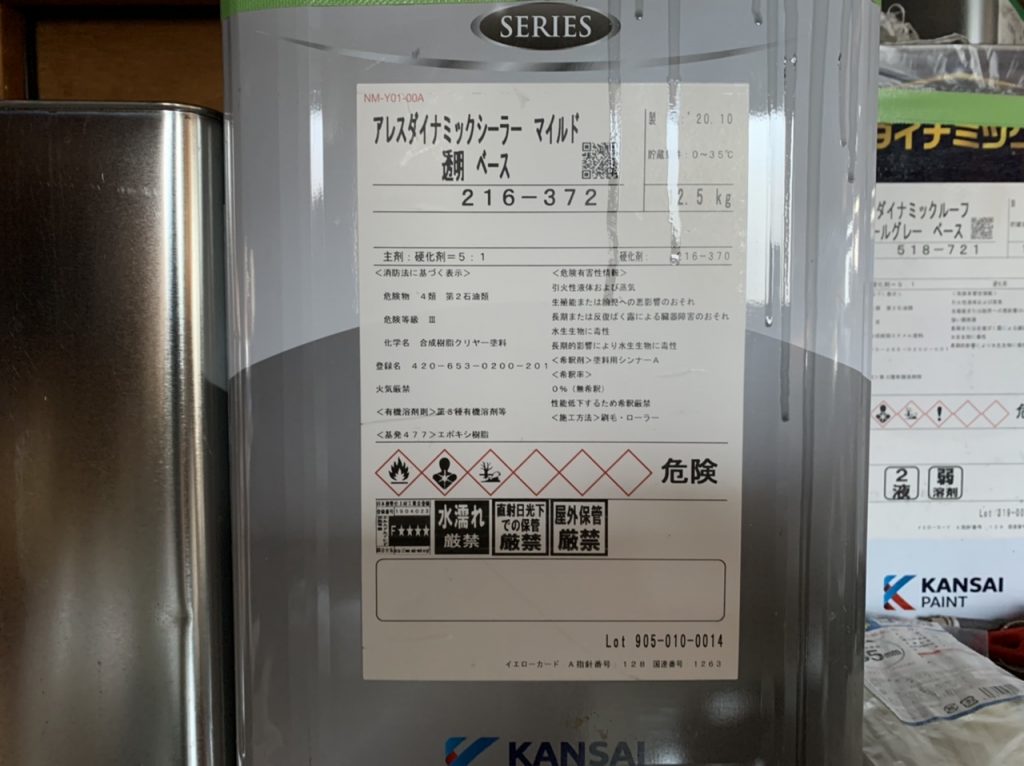 SERIES
NM-Y01-00A
アレスダイナミックシーラー マイルド
透明 ベース
216-372
製
'20.10
貯蔵
:0~35℃
2.5 kg
主剤:硬化剤=5:1
硬化剤:
16-370
<消防法に基づく表示>
危険物 4類 第2石油類
危険等級 Ⅲ
化学名 合成樹脂クリヤー塗料
登録名 420-653-0200-201
火気厳禁
<有機溶剤則>第3種有機溶剤等
<基発477>エポキシ樹脂
<危険有害性情報>
引火性液体および蒸気
生殖能または胎児への悪影響のおそれ
長期または反復ばく露による臓器障害のおそれ
水生生物に毒性
長期的影響により水生生物に毒性
<希釈剤>塗料用シンナーA
<希釈率>
0%(無希釈)
性能低下するため希釈厳禁
<施工方法>刷毛・ローラー
危険
F★★★★
水濡れ
厳禁
直射日光下
での保管
厳禁
屋外保管
厳禁
Lot 905-010-0014
イエローカード A指針番号:128 国連番号:1263
KANSAI
ダイナミック
ダイナミックルーフ
ールグレー ベース
518-721
危
2
液
弱
溶剤
KANSAI
PAINT